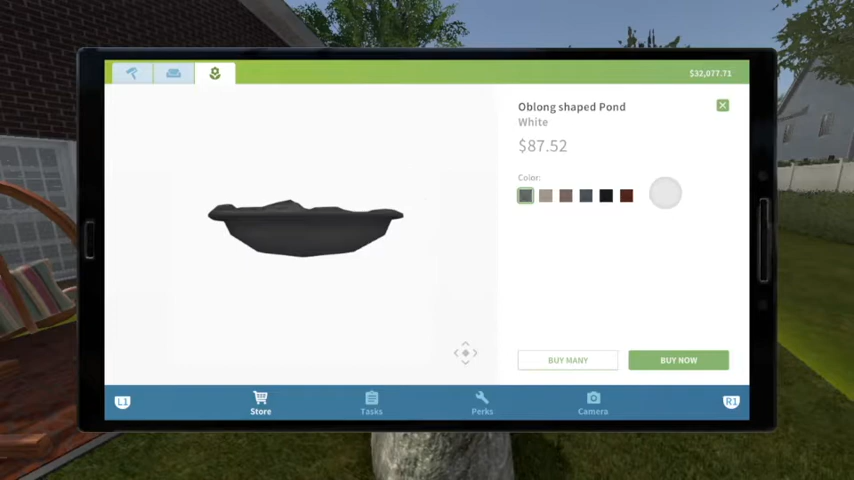 $32,077.71
Oblong shaped Pond
White
$87.52
Color:
BUY MANY
BUY NOW
L1
Store
Tasks
Perks
Camera
R1